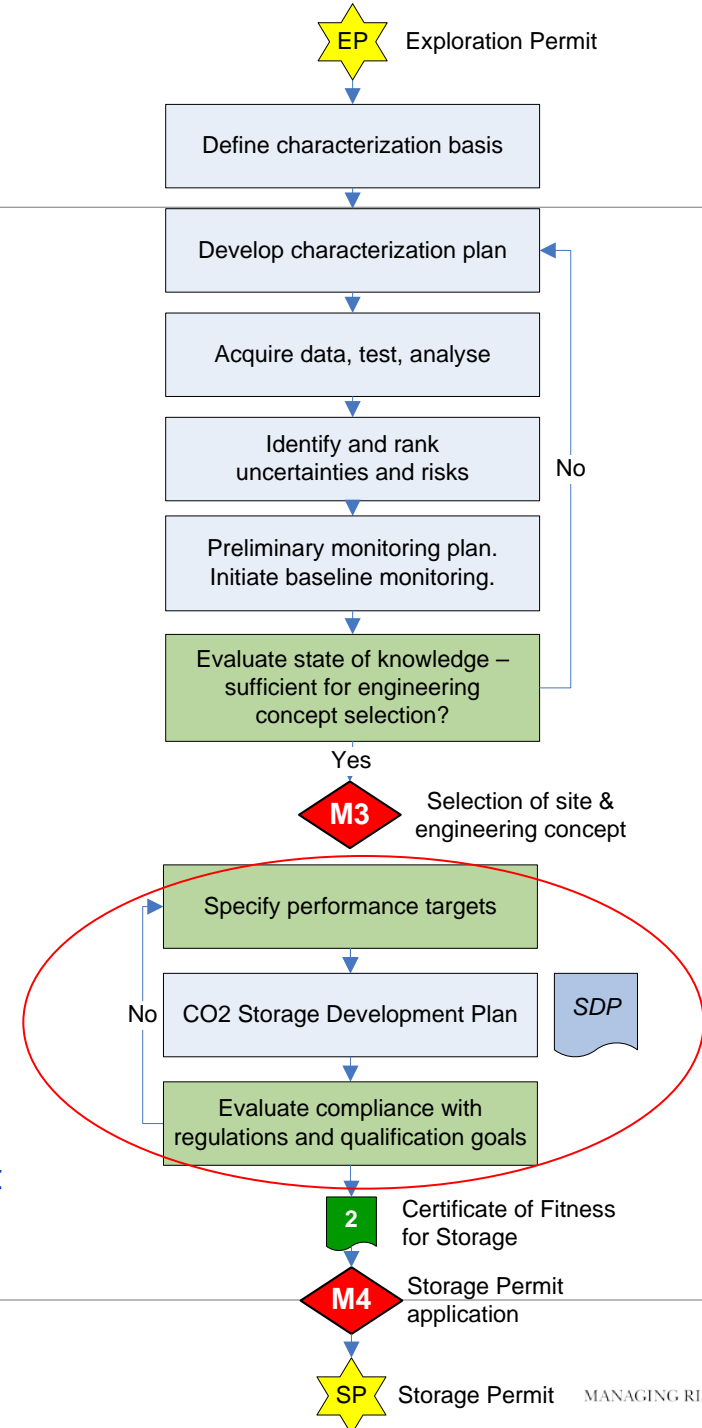 EP
Exploration Permit
Define characterization basis
Develop characterization plan
Acquire data, test, analyse
Identify and rank
uncertainties and risks
No
Preliminary monitoring plan.
Initiate baseline monitoring.
Evaluate state of knowledge –
sufficient for engineering
concept selection?
Yes
M3
Selection of site &
engineering concept
Specify performance targets
No
CO2 Storage Development Plan
SDP
Evaluate compliance with
regulations and qualification goals
2
Certificate of Fitness
for Storage
M4
Storage Permit
application
SP
Storage Permit
MANAGING